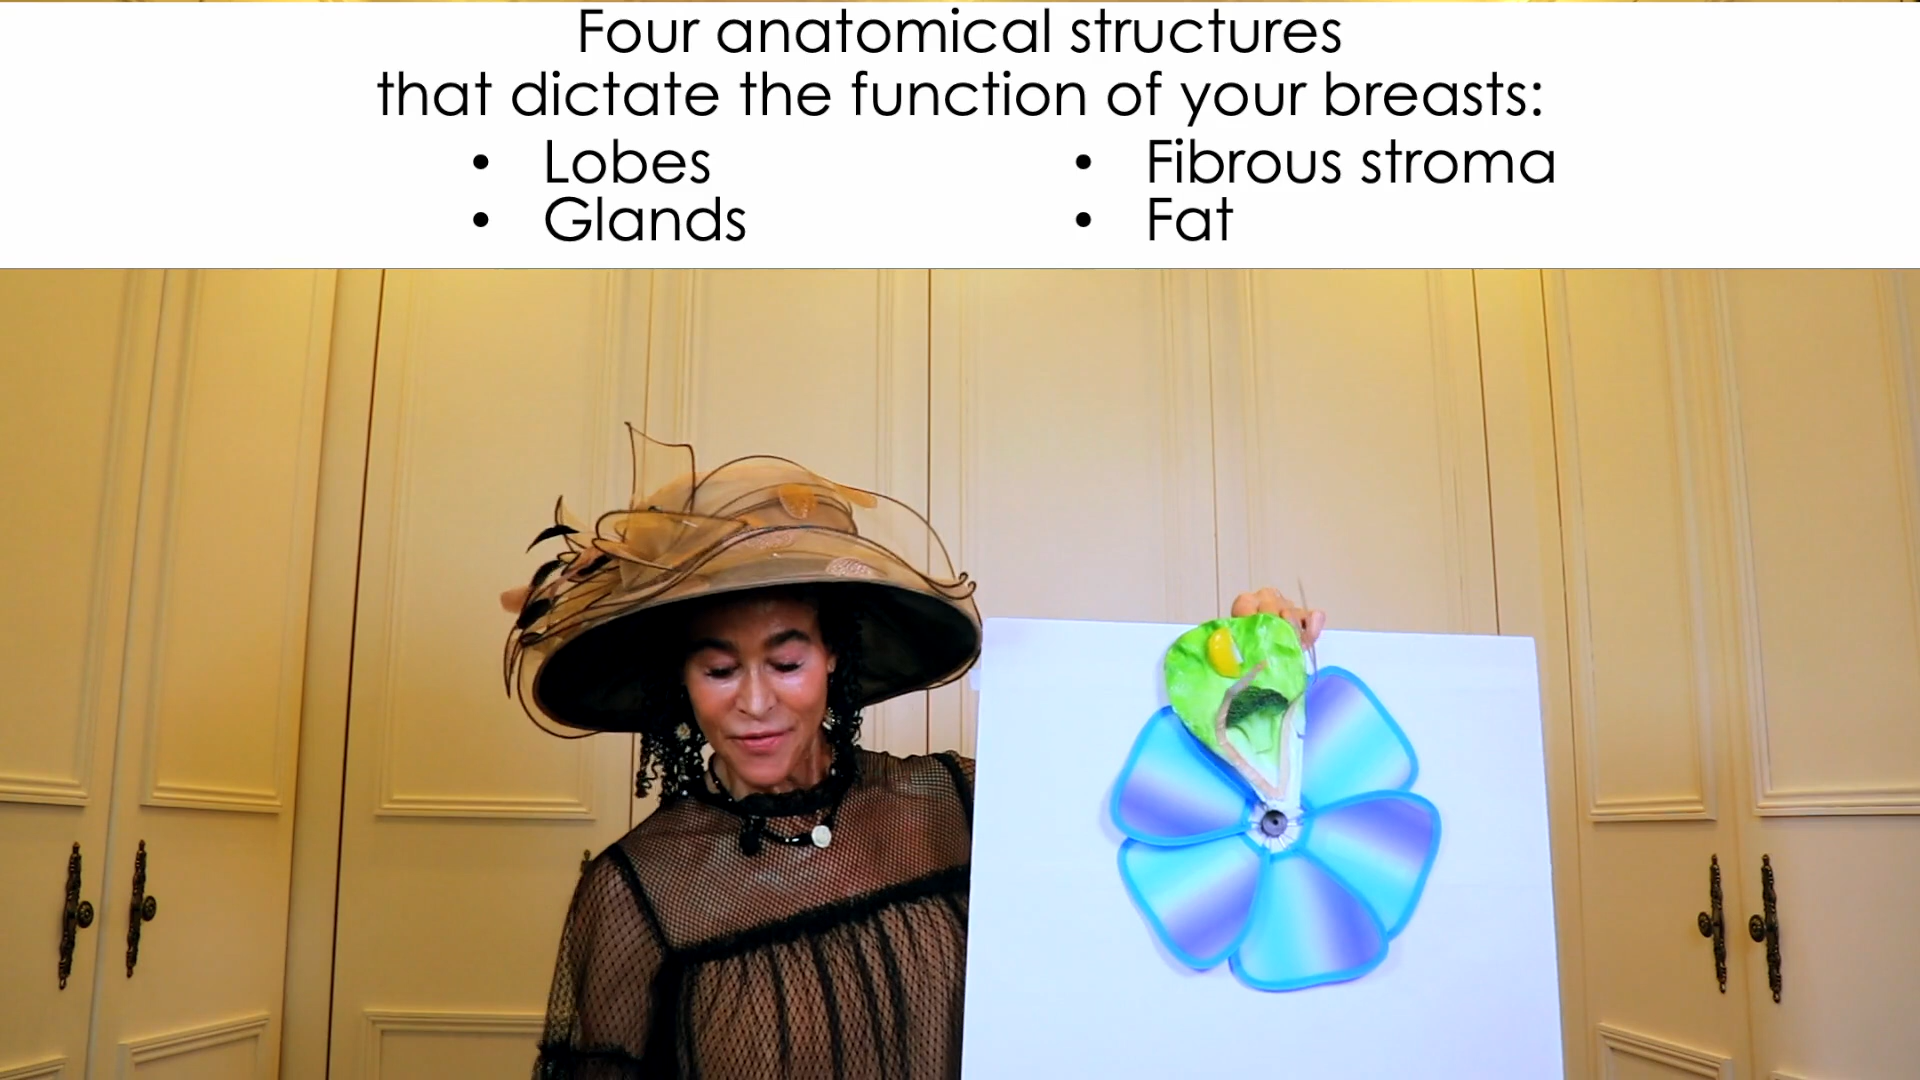 Four anatomical structures
that dictate the function of your breasts:
• Lobes
• Glands
• Fibrous stroma
• Fat